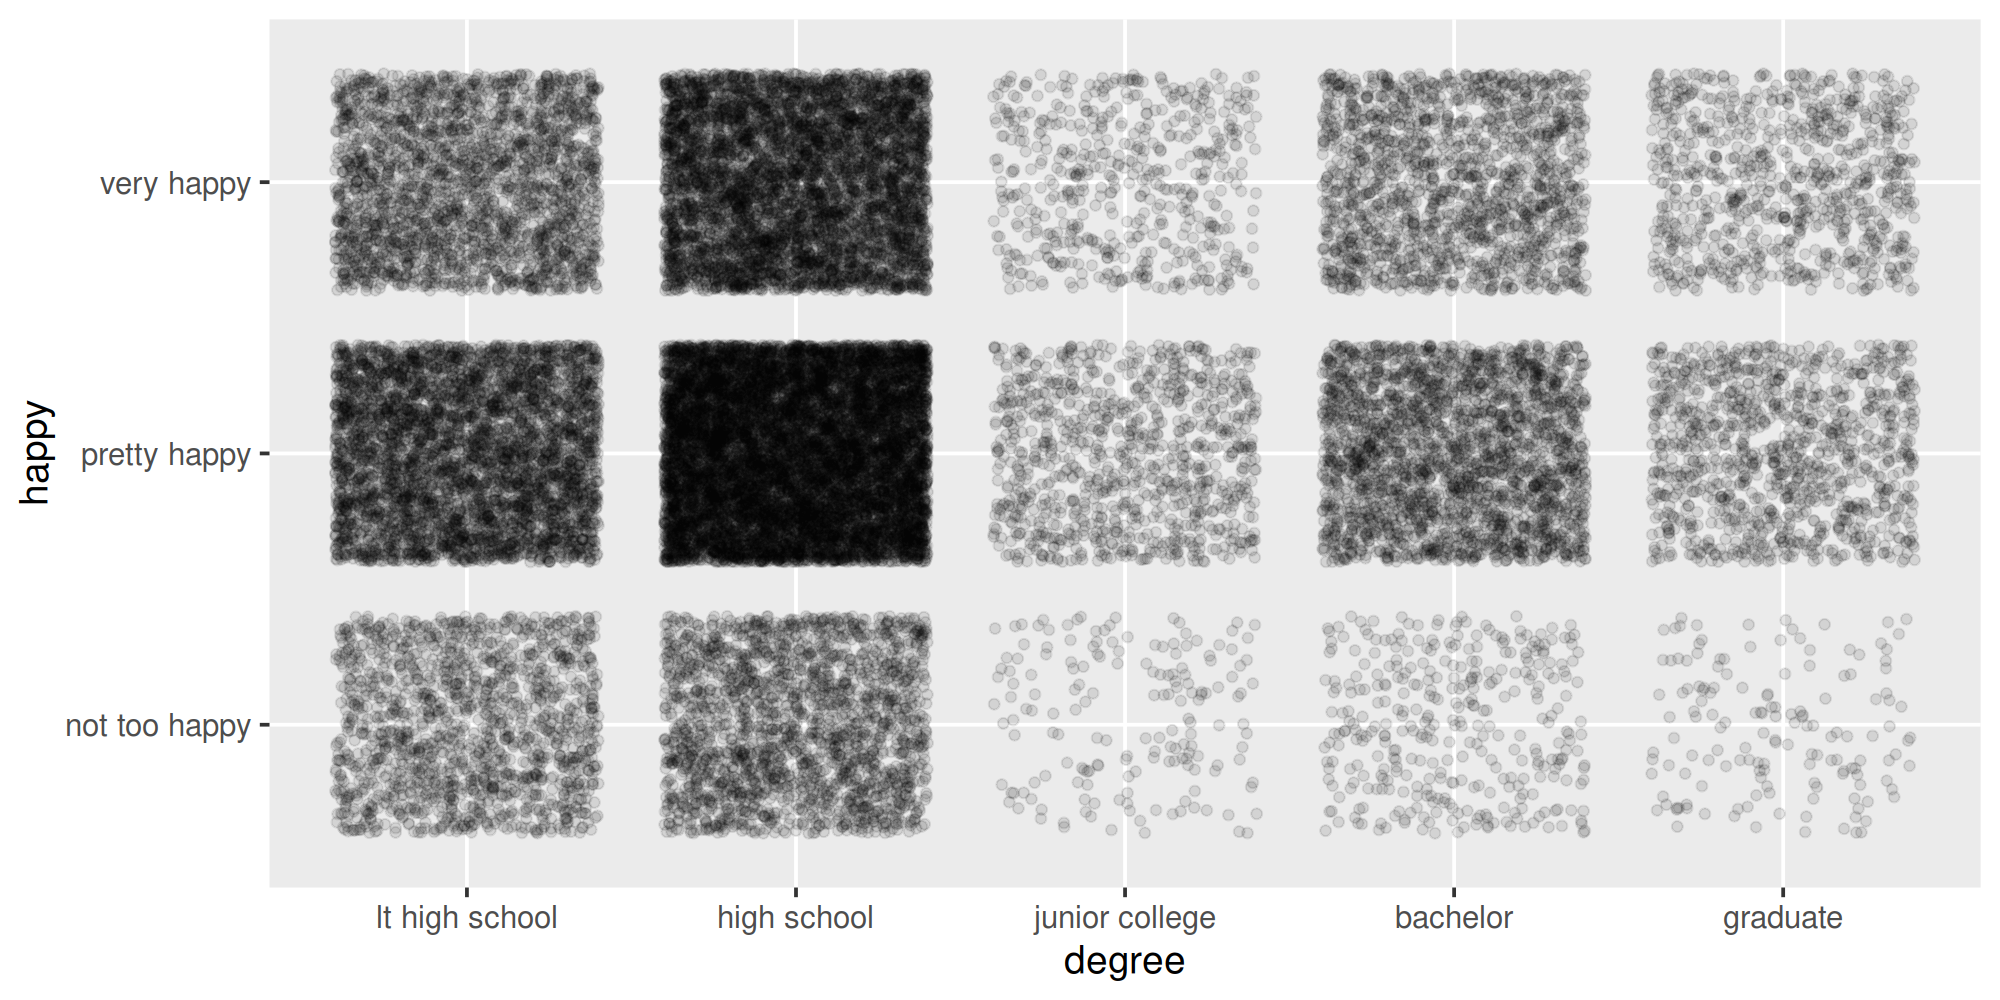 happy
very happy
pretty happy
not too happy
lt high school
high school
junior college
bachelor
graduate
degree